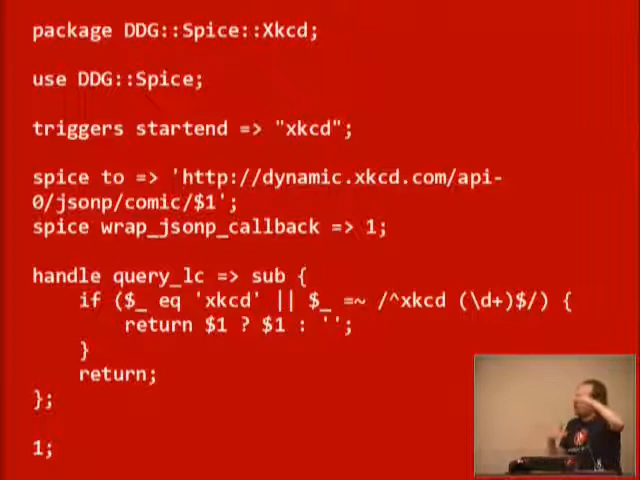 package DDG::Spice::Xkcd;
use DDG::Spice;
triggers startend => "xkcd";
spice to => 'http://dynamic.xkcd.com/api-
0/jsonp/comic/$1';
spice wrap_jsonp_callback => 1;
handle query_lc => sub {
if ($_ eq 'xkcd' || $_ =~ /^xkcd (\d+)$/) {
return $1 ? $1 : '';
}
return;
};
1;